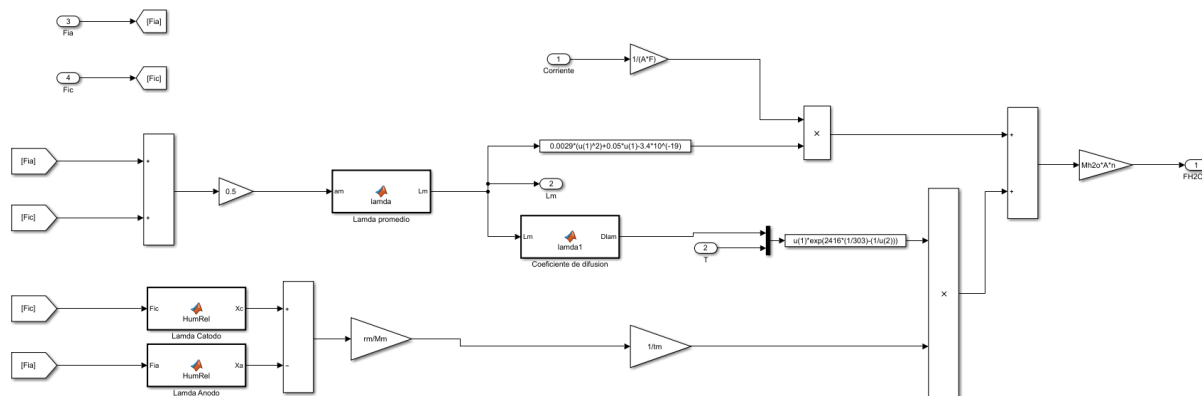 3
Fia
[Fia]
4
Fic
[Fic]
1
Corriente
1/(A*F)
×
0.0029*(u(1)^2)+0.05*u(1)-3.4*10^(-19)
+
+
Mh2o*A*n
1
[Fia]
[Fic]
+
+
0.5
am
lamda
Lm
Lamda promedio
2
Lm
Lm
lamda1
Dlam
Coeficiente de difusion
2
T
u(1)*exp(2416*(1/303)-(1/u(2)))
×
[Fic]
Fic
HumRel
Xc
Lamda Catodo
+
−
rm/Mm
1/tm
[Fia]
Fia
HumRel
Xa
Lamda Anodo